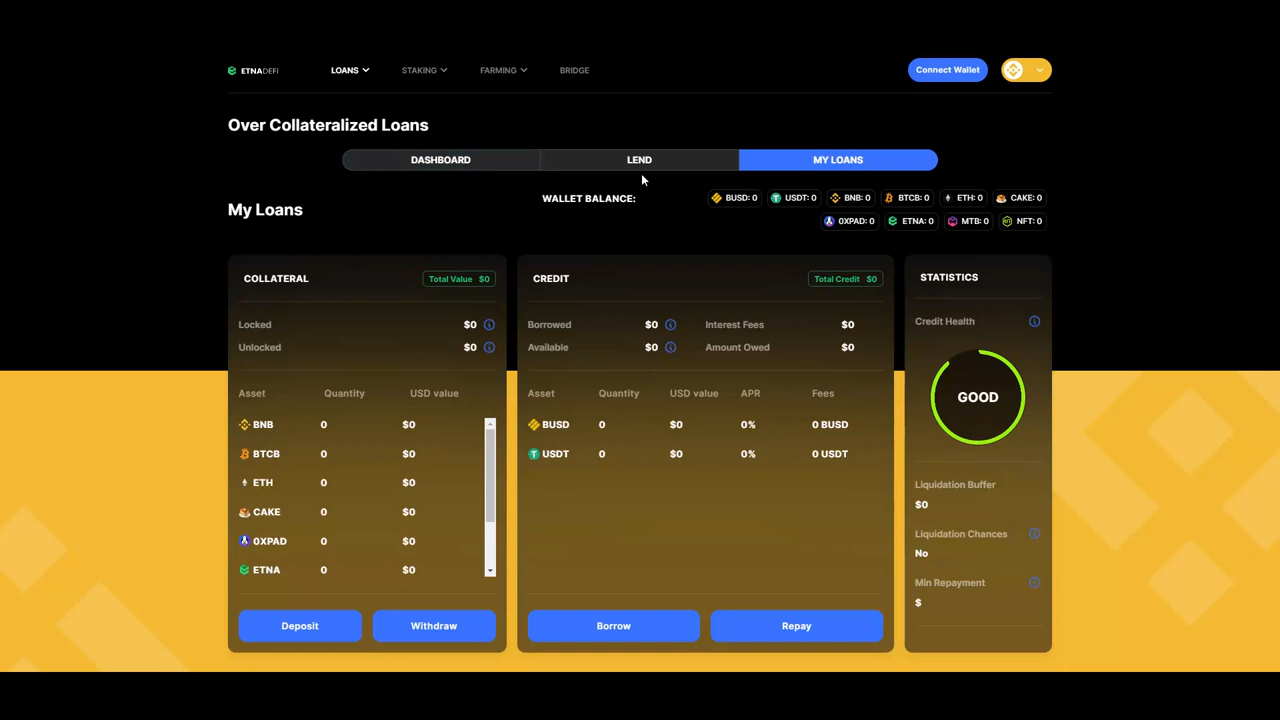 ETNADEFI LOANS STAKING FARMING BRIDGE Connect Wallet
Over Collateralized Loans
DASHBOARD LEND MY LOANS
My Loans
WALLET BALANCE: BUSD: 0 USDT: 0 BNB: 0 BTCB: 0 ETH: 0 CAKE: 0
0XPAD: 0 ETNA: 0 MTB: 0 NFT: 0
COLLATERAL Total Value $0
Locked $0
Unlocked $0
Asset Quantity USD value
BNB 0 $0
BTCB 0 $0
ETH 0 $0
CAKE 0 $0
0XPAD 0 $0
ETNA 0 $0
Deposit Withdraw
CREDIT Total Credit $0
Borrowed $0 Interest Fees $0
Available $0 Amount Owed $0
Asset Quantity USD value APR Fees
BUSD 0 $0 0% 0 BUSD
USDT 0 $0 0% 0 USDT
Borrow Repay
STATISTICS
Credit Health
GOOD
Liquidation Buffer
$0
Liquidation Chances
No
Min Repayment
$